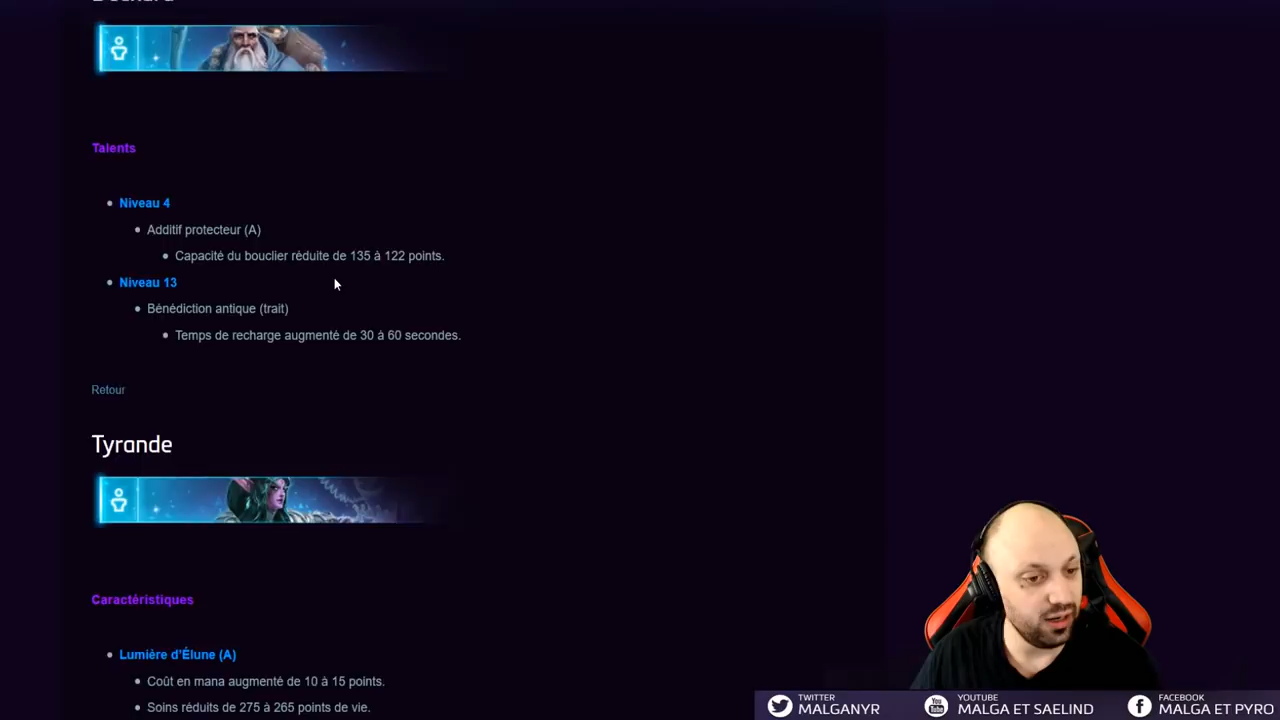 Talents
Niveau 4
Additif protecteur (A)
Capacité du bouclier réduite de 135 à 122 points.
Niveau 13
Bénédiction antique (trait)
Temps de recharge augmenté de 30 à 60 secondes.
Retour
Tyrande
Caractéristiques
Lumière d'Élune (A)
Coût en mana augmenté de 10 à 15 points.
Soins réduits de 275 à 265 points de vie.
TWITTER
MALGANYR
YOUTUBE
MALGA ET SAELIND
FACEBOOK
MALGA ET PYRO